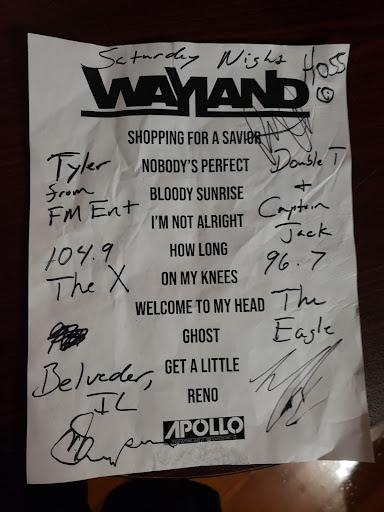 Saturday Night
HOSS
WAYLAND
SHOPPING FOR A SAVIOR
NOBODY'S PERFECT
BLOODY SUNRISE
I'M NOT ALRIGHT
HOW LONG
ON MY KNEES
WELCOME TO MY HEAD
GHOST
GET A LITTLE
RENO
APOLLO
Tyler
from
FM Ent
104.9
The X
Belveder,
IL
Double T
+
Captain
Jack
96.7
The
Eagle